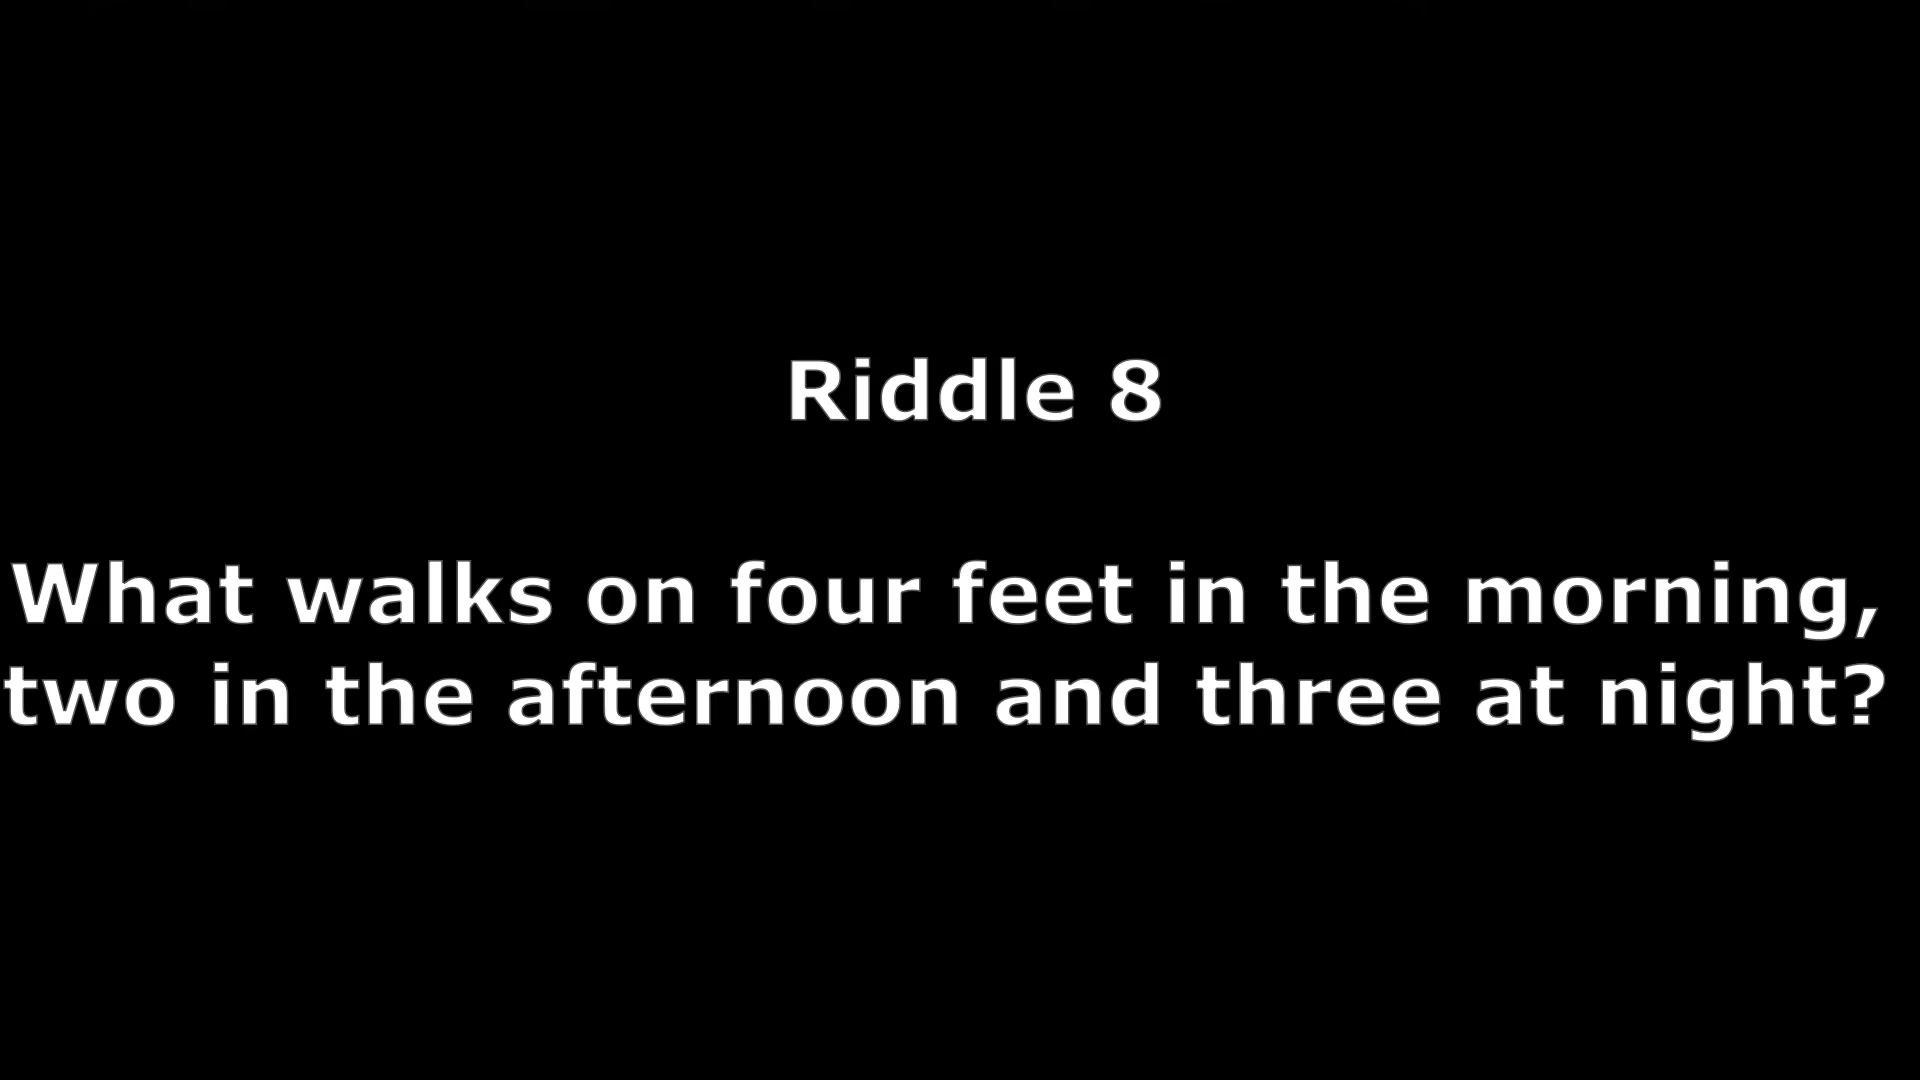 Riddle 8
What walks on four feet in the morning,
two in the afternoon and three at night?